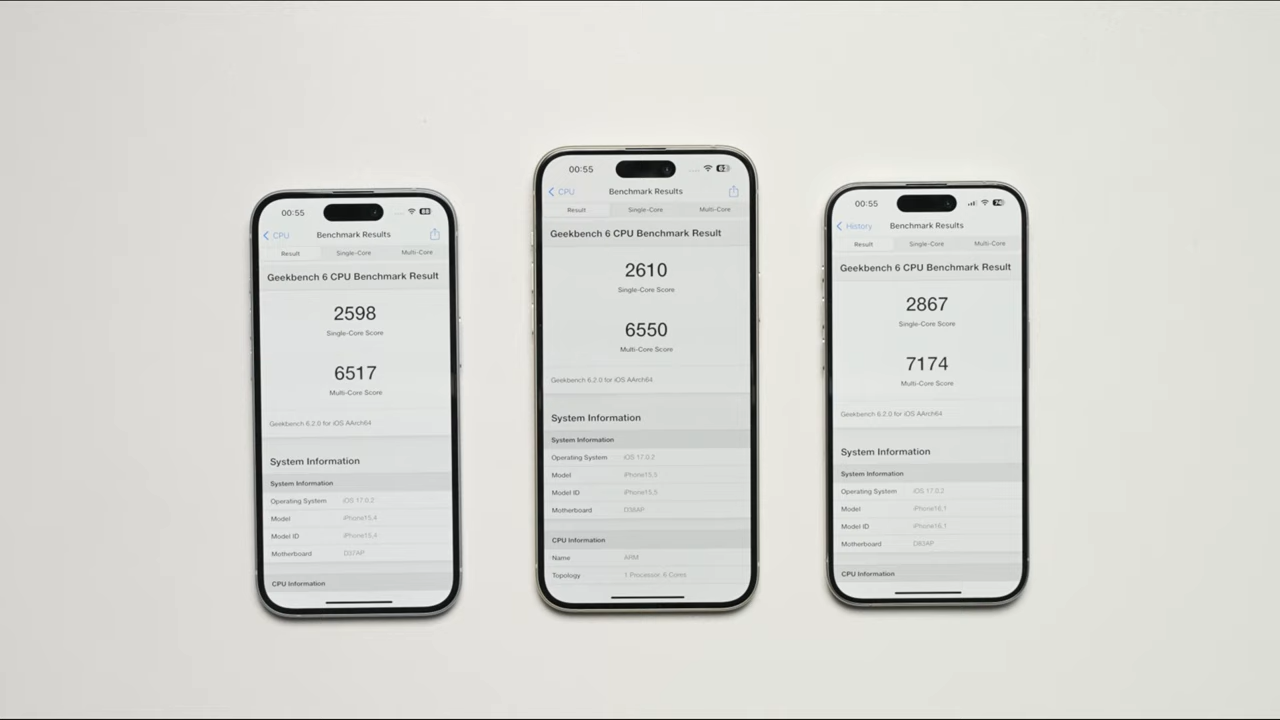 00:55
88
CPU
Benchmark Results
Result Single-Core Multi-Core
Geekbench 6 CPU Benchmark Result
2598
Single-Core Score
6517
Multi-Core Score
Geekbench 6.2.0 for iOS AArch64
System Information
System Information
Operating System iOS 17.0.2
Model iPhone15,4
Model ID iPhone15,4
Motherboard D37AP
CPU Information
00:55
CPU
Benchmark Results
Result Single-Core Multi-Core
Geekbench 6 CPU Benchmark Result
2610
Single-Core Score
6550
Multi-Core Score
Geekbench 6.2.0 for iOS AArch64
System Information
System Information
Operating System iOS 17.0.2
Model iPhone15,5
Model ID iPhone15,5
Motherboard D38AP
CPU Information
Name ARM
Topology 1 Processor, 6 Cores
00:55
History
Benchmark Results
Result Single-Core Multi-Core
Geekbench 6 CPU Benchmark Result
2867
Single-Core Score
7174
Multi-Core Score
Geekbench 6.2.0 for iOS AArch64
System Information
System Information
Operating System iOS 17.0.2
Model iPhone16,1
Model ID iPhone16,1
Motherboard D83AP
CPU Information